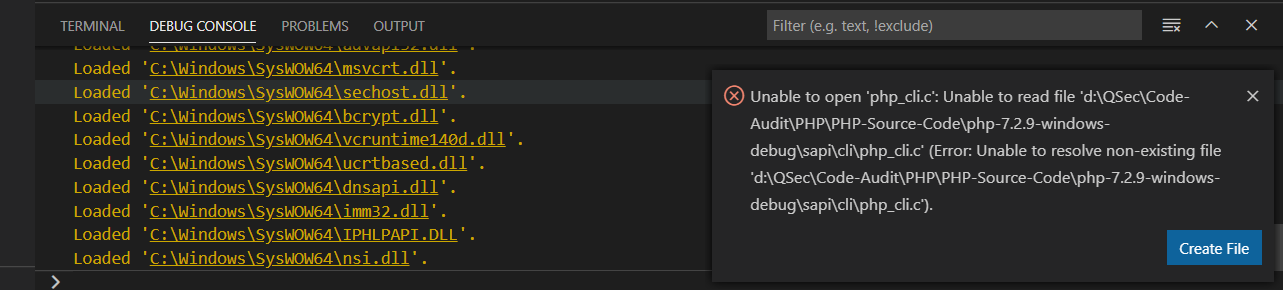 TERMINAL DEBUG CONSOLE PROBLEMS OUTPUT Filter (e.g. text, !exclude)
Loaded 'C:\Windows\SysWOW64\advapi32.dll'.
Loaded 'C:\Windows\SysWOW64\msvcrt.dll'.
Loaded 'C:\Windows\SysWOW64\sechost.dll'.
Loaded 'C:\Windows\SysWOW64\bcrypt.dll'.
Loaded 'C:\Windows\SysWOW64\vcruntime140d.dll'.
Loaded 'C:\Windows\SysWOW64\ucrtbased.dll'.
Loaded 'C:\Windows\SysWOW64\dnsapi.dll'.
Loaded 'C:\Windows\SysWOW64\imm32.dll'.
Loaded 'C:\Windows\SysWOW64\IPHLPAPI.DLL'.
Loaded 'C:\Windows\SysWOW64\nsi.dll'.
Unable to open 'php_cli.c': Unable to read file 'd:\QSec\Code-
Audit\PHP\PHP-Source-Code\php-7.2.9-windows-
debug\sapi\cli\php_cli.c' (Error: Unable to resolve non-existing file
'd:\QSec\Code-Audit\PHP\PHP-Source-Code\php-7.2.9-windows-
debug\sapi\cli\php_cli.c').
Create File